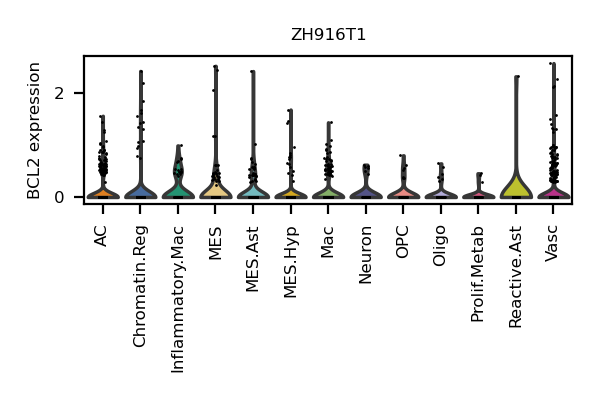 ZH916T1
BCL2 expression
2
0
AC
Chromatin.Reg
Inflammatory.Mac
MES
MES.Ast
MES.Hyp
Mac
Neuron
OPC
Oligo
Prolif.Metab
Reactive.Ast
Vasc